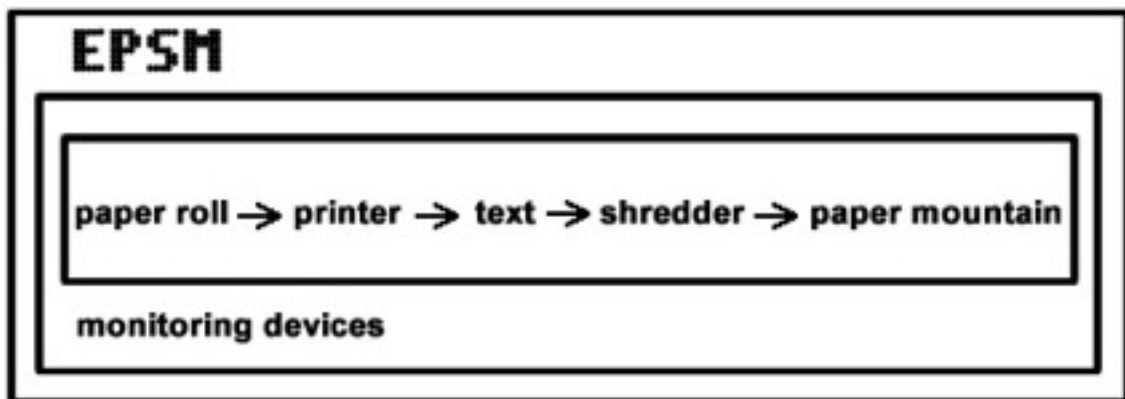 EPSM
paper roll → printer → text → shredder → paper mountain
monitoring devices